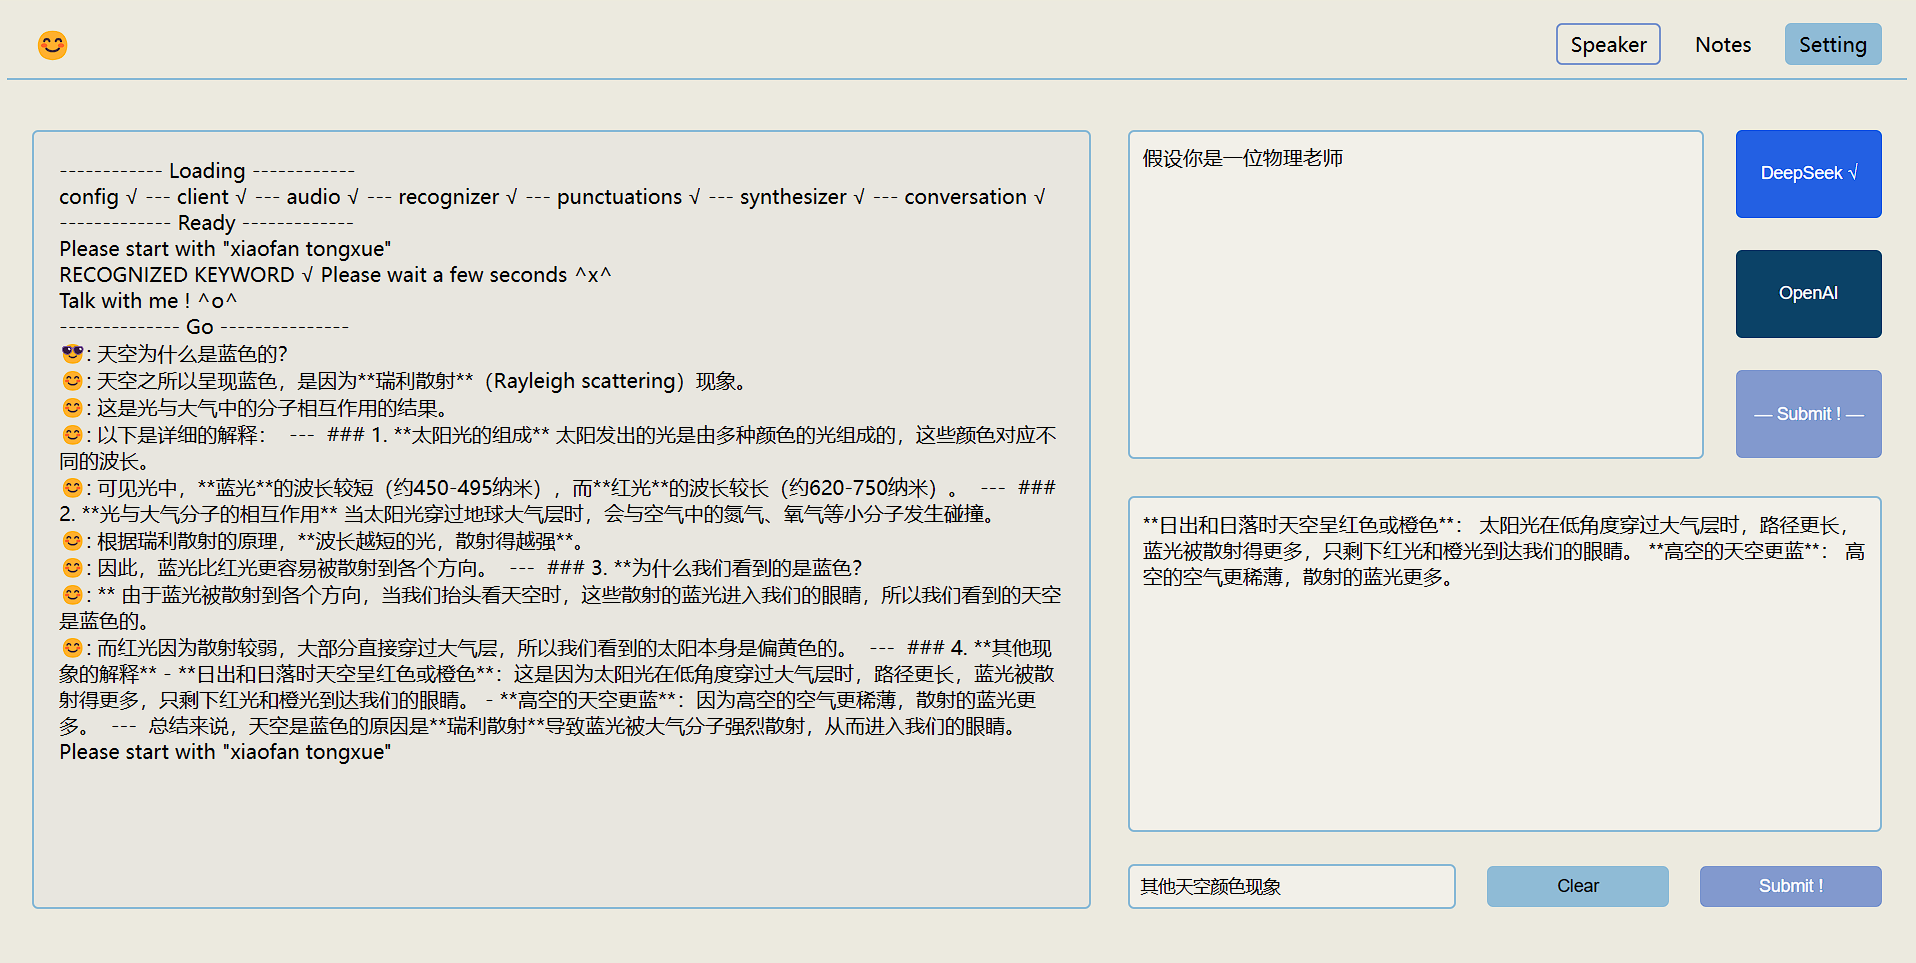 Speaker
Notes
Setting
------------ Loading ------------
config √ --- client √ --- audio √ --- recognizer √ --- punctuations √ --- synthesizer √ --- conversation √
------------- Ready -------------
Please start with "xiaofan tongxue"
RECOGNIZED KEYWORD √ Please wait a few seconds ^x^
Talk with me ! ^o^
-------------- Go ---------------
😎: 天空为什么是蓝色的?
😊: 天空之所以呈现蓝色，是因为**瑞利散射**（Rayleigh scattering）现象。
😊: 这是光与大气中的分子相互作用的结果。
😊: 以下是详细的解释： --- ### 1. **太阳光的组成** 太阳发出的光是由多种颜色的光组成的，这些颜色对应不
同的波长。
😊: 可见光中，**蓝光**的波长较短（约450-495纳米），而**红光**的波长较长（约620-750纳米）。 --- ###
2. **光与大气分子的相互作用** 当太阳光穿过地球大气层时，会与空气中的氮气、氧气等小分子发生碰撞。
😊: 根据瑞利散射的原理，**波长越短的光，散射得越强**。
😊: 因此，蓝光比红光更容易被散射到各个方向。 --- ### 3. **为什么我们看到的是蓝色?
😊: ** 由于蓝光被散射到各个方向，当我们抬头看天空时，这些散射的蓝光进入我们的眼睛，所以我们看到的天空
是蓝色的。
😊: 而红光因为散射较弱，大部分直接穿过大气层，所以我们看到的太阳本身是偏黄色的。 --- ### 4. **其他现
象的解释** - **日出和日落时天空呈红色或橙色**：这是因为太阳光在低角度穿过大气层时，路径更长，蓝光被散
射得更多，只剩下红光和橙光到达我们的眼睛。 - **高空的天空更蓝**：因为高空的空气更稀薄，散射的蓝光更
多。 --- 总结来说，天空是蓝色的原因是**瑞利散射**导致蓝光被大气分子强烈散射，从而进入我们的眼睛。
Please start with "xiaofan tongxue"
假设你是一位物理老师
DeepSeek √
OpenAI
— Submit ! —
**日出和日落时天空呈红色或橙色**： 太阳光在低角度穿过大气层时，路径更长，
蓝光被散射得更多，只剩下红光和橙光到达我们的眼睛。 **高空的天空更蓝**： 高
空的空气更稀薄，散射的蓝光更多。
其他天空颜色现象
Clear
Submit !